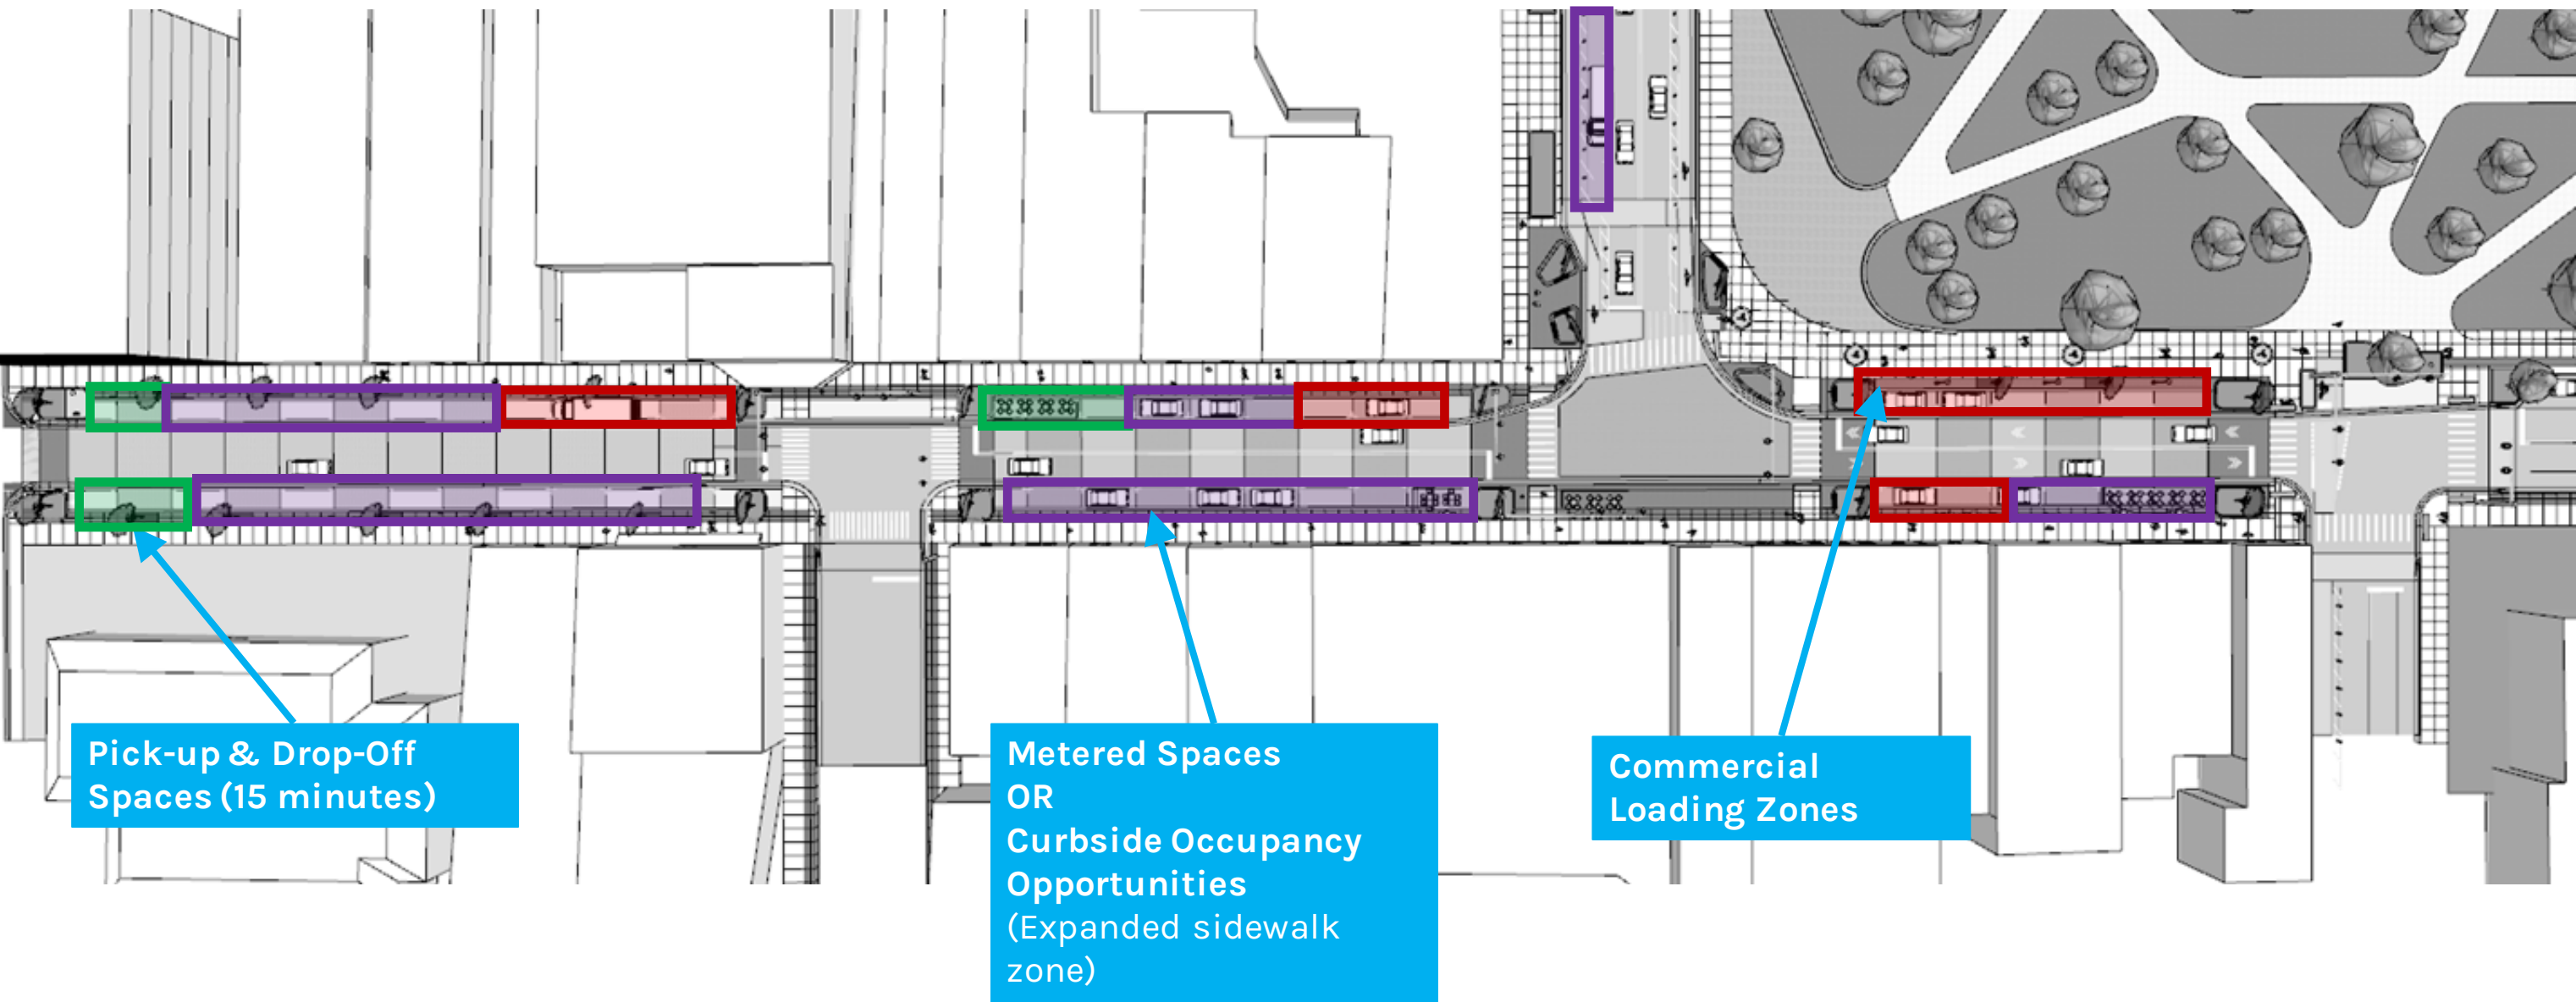 Pick-up & Drop-Off
Spaces (15 minutes)
Metered Spaces
OR
Curbside Occupancy
Opportunities
(Expanded sidewalk
zone)
Commercial
Loading Zones